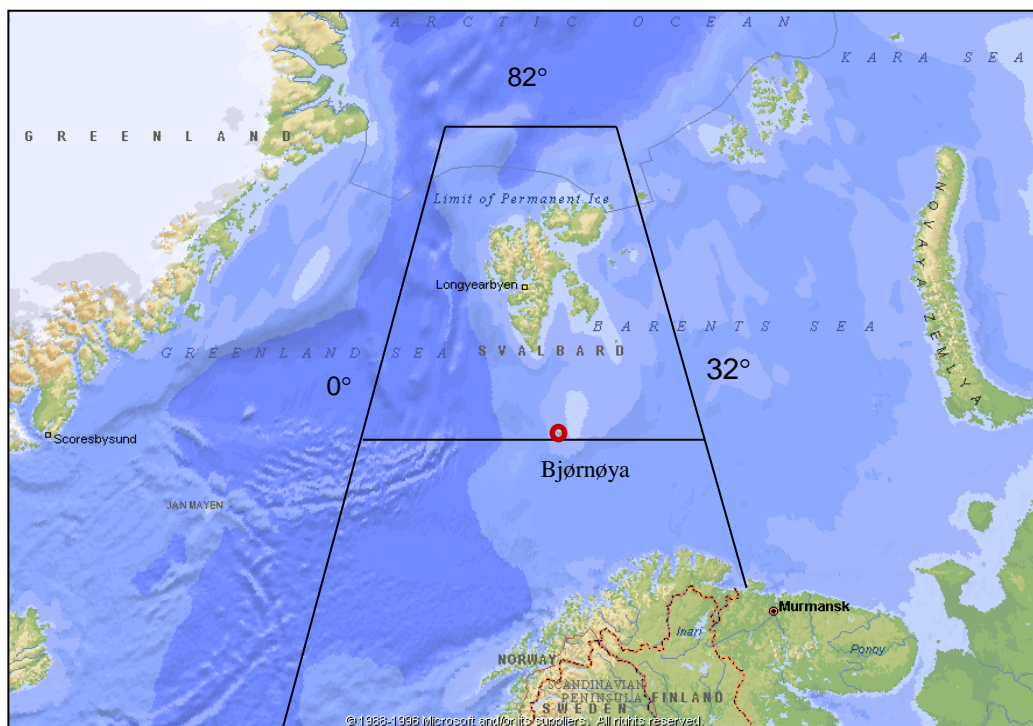 ARCTIC OCEAN
KARA SEA
82°
GREENLAND
Limit of Permanent Ice
NOVAYA ZEMLYA
Longyearbyen
BARENTS SEA
GREENLAND SEA
SVALBARD
0°
32°
Scoresbysund
Bjørnøya
JAN MAYEN
Murmansk
Inari
Ponoy
NORWAY
SCANDINAVIAN
PENINSULA
FINLAND
SWEDEN
© 1988-1996 Microsoft and/or its suppliers. All rights reserved.